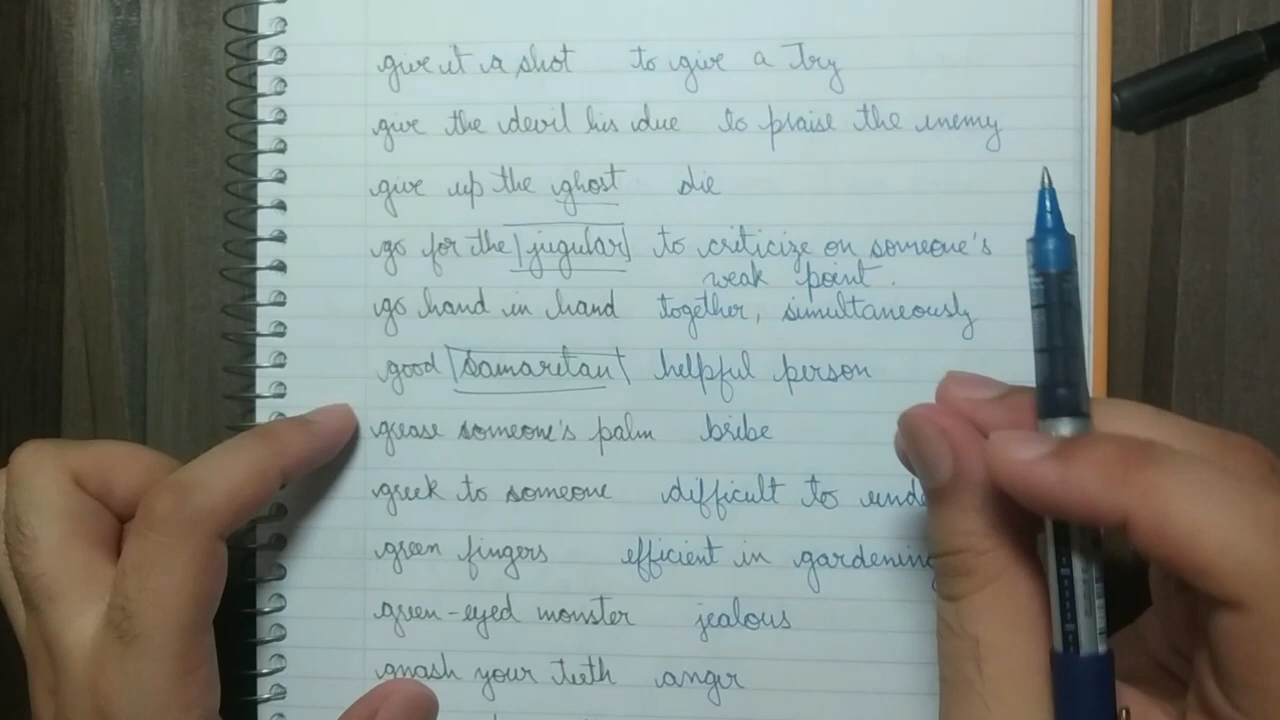 give it a shot to give a Try
give the devil his due to praise the enemy
give up the ghost die
go for the jugular to criticize on someone's
weak point.
go hand in hand together, simultaneously
good samaritan helpful person
grease someone's palm bribe
greek to someone difficult to unde
green fingers efficient in gardening
green-eyed monster jealous
gnash your teeth anger